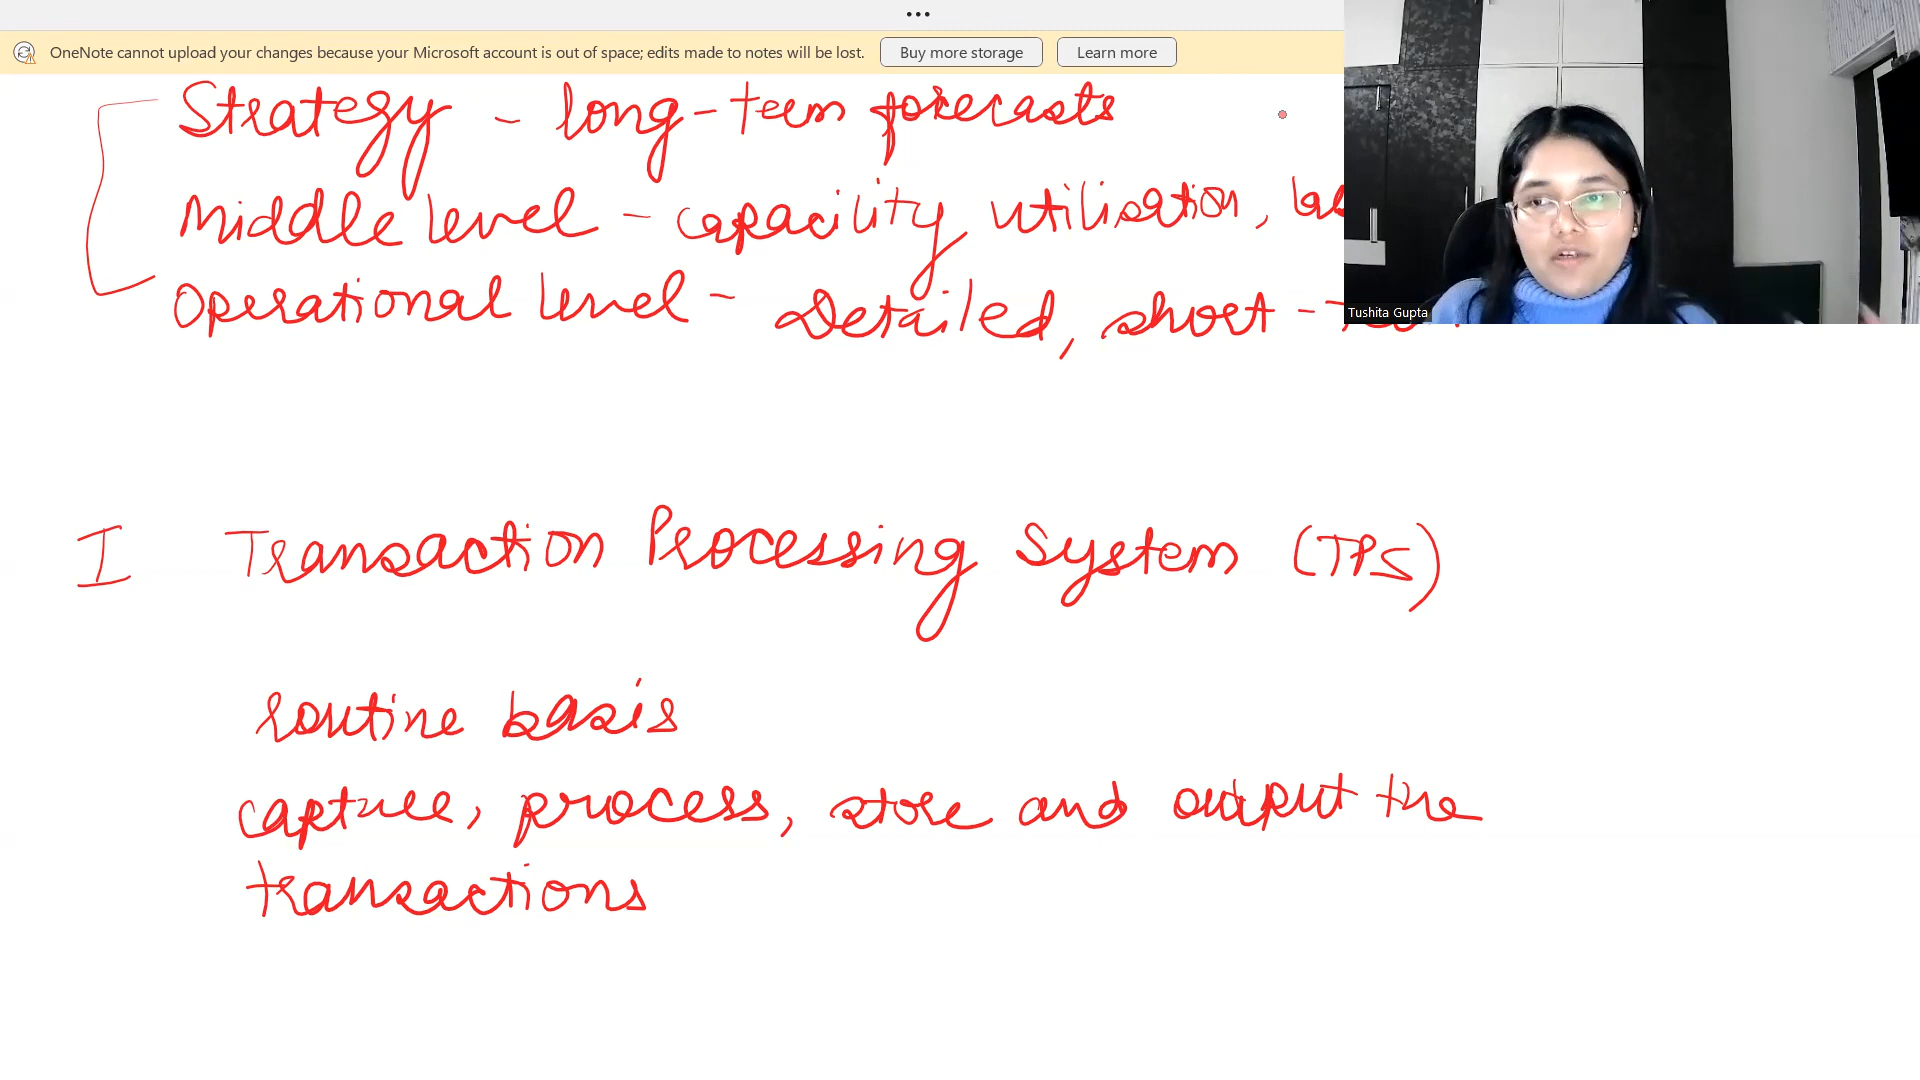 OneNote cannot upload your changes because your Microsoft account is out of space; edits made to notes will be lost. Buy more storage Learn more
Strategy - long-term forecasts
Middle level - capacility utilisation,
Operational level - Detailed, short -
Tushita Gupta
I Transaction Processing System (TPS)
routine basis
capture, process, store and output the
transactions